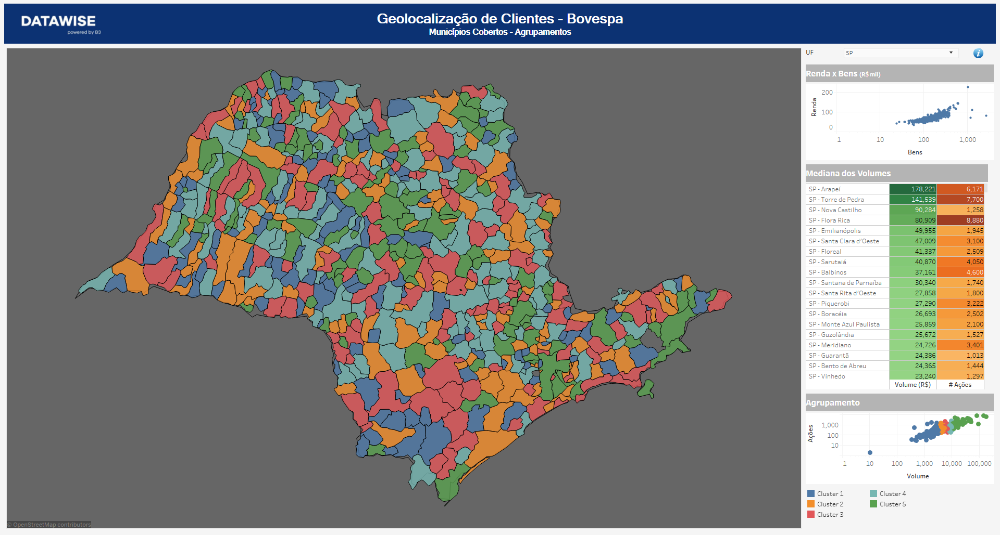 DATAWISE
powered by B3
Geolocalização de Clientes - Bovespa
Municípios Cobertos - Agrupamentos
UF
SP
i
Renda x Bens (R$ mil)
Renda
200
100
0
1 10 100 1,000
Bens
Mediana dos Volumes
SP - Arapeí 178,221 6,171
SP - Torre de Pedra 141,539 7,700
SP - Nova Castilho 90,284 1,258
SP - Flora Rica 80,909 8,880
SP - Emilianópolis 49,955 1,945
SP - Santa Clara d'Oeste 47,009 3,100
SP - Floreal 41,337 2,509
SP - Sarutaiá 40,870 4,050
SP - Balbinos 37,161 4,600
SP - Santana de Parnaíba 30,340 1,740
SP - Santa Rita d'Oeste 27,858 1,800
SP - Piquerobi 27,290 3,222
SP - Boracéia 26,693 2,502
SP - Monte Azul Paulista 25,859 2,100
SP - Guzolândia 25,672 1,527
SP - Meridiano 24,726 3,401
SP - Guarantã 24,386 1,013
SP - Bento de Abreu 24,365 1,444
SP - Vinhedo 23,240 1,297
Volume (R$) # Ações
Agrupamento
Ações
1,000
100
10
1 10 100 1,000 10,000 100,000
Volume
Cluster 1 Cluster 4
Cluster 2 Cluster 5
Cluster 3
© OpenStreetMap contributors